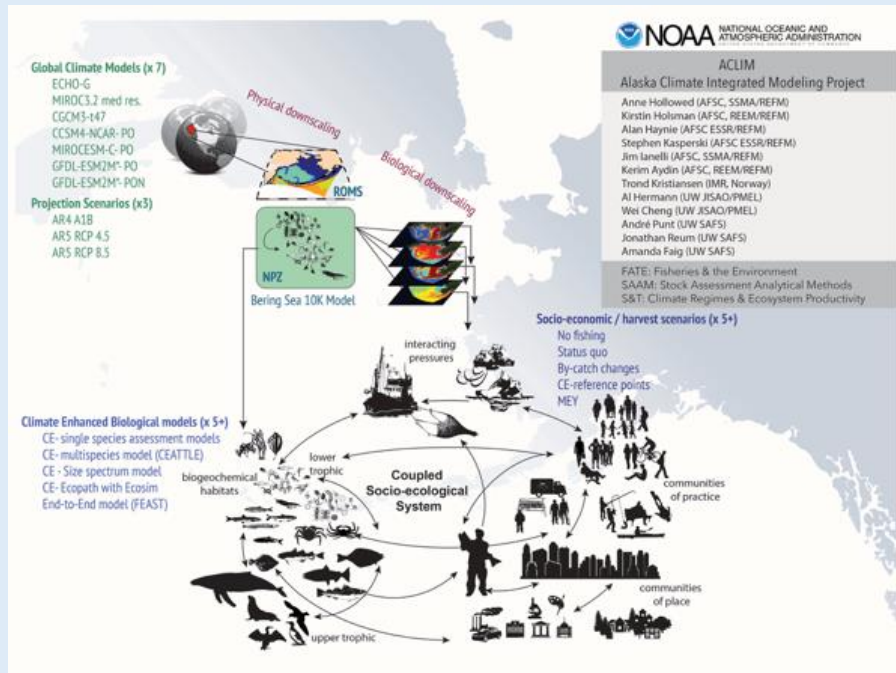 NOAA
NATIONAL OCEANIC AND
ATMOSPHERIC ADMINISTRATION
UNITED STATES DEPARTMENT OF COMMERCE
ACLIM
Alaska Climate Integrated Modeling Project
Anne Hollowed (AFSC, SSMA/REFM)
Kirstin Holsman (AFSC, REEM/REFM)
Alan Haynie (AFSC ESSR/REFM)
Stephen Kasperski (AFSC ESSR/REFM)
Jim Ianelli (AFSC, SSMA/REFM)
Kerim Aydin (AFSC, REEM/REFM)
Trond Kristiansen (IMR, Norway)
Al Hermann (UW JISAO/PMEL)
Wei Cheng (UW JISAO/PMEL)
André Punt (UW SAFS)
Jonathan Reum (UW SAFS)
Amanda Faig (UW SAFS)
FATE: Fisheries & the Environment
SAAM: Stock Assessment Analytical Methods
S&T: Climate Regimes & Ecosystem Productivity
Global Climate Models (x 7)
ECHO-G
MIROC3.2 med res.
CGCM3-t47
CCSM4-NCAR- PO
MIROCESM-C- PO
GFDL-ESM2M*- PO
GFDL-ESM2M*- PON
Projection Scenarios (x3)
AR4 A1B
AR5 RCP 4.5
AR5 RCP 8.5
Physical downscaling
ROMS
Biological downscaling
NPZ
Bering Sea 10K Model
Socio-economic / harvest scenarios (x 5+)
No fishing
Status quo
By-catch changes
CE-reference points
MEY
interacting
pressures
Climate Enhanced Biological models (x 5+)
CE- single species assessment models
CE- multispecies model (CEATTLE)
CE - Size spectrum model
CE- Ecopath with Ecosim
End-to-End model (FEAST)
lower
trophic
biogeochemical
habitats
Coupled
Socio-ecological
System
communities
of practice
communities
of place
upper trophic